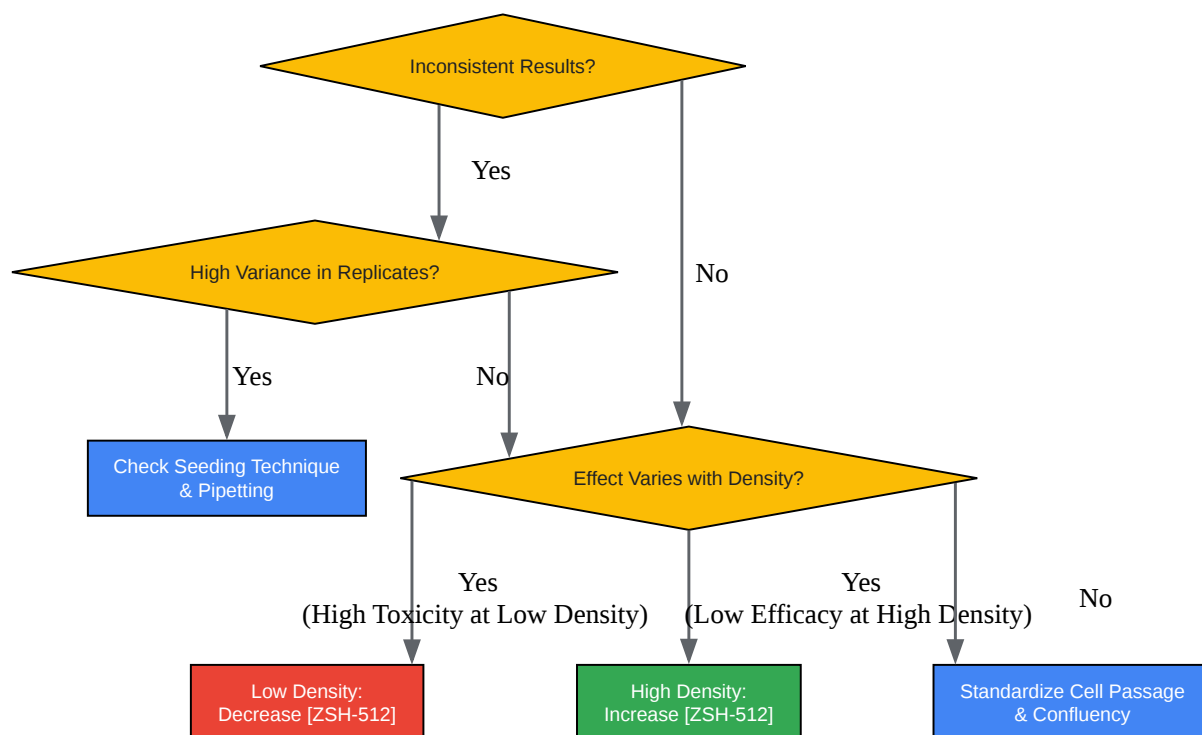 Inconsistent Results?
Yes
High Variance in Replicates?
No
Yes
No
Check Seeding Technique
& Pipetting
Effect Varies with Density?
Yes
(High Toxicity at Low Density)
Yes
(Low Efficacy at High Density)
No
Low Density:
Decrease [ZSH-512]
High Density:
Increase [ZSH-512]
Standardize Cell Passage
& Confluency